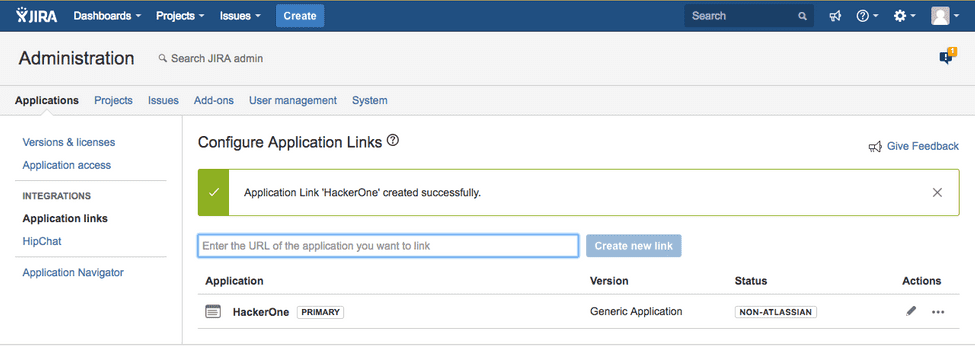 JIRA Dashboards Projects Issues Create Search
Administration Search JIRA admin 1
Applications Projects Issues Add-ons User management System
Versions & licenses
Application access
INTEGRATIONS
Application links
HipChat
Application Navigator
Configure Application Links ?
Give Feedback
Application Link 'HackerOne' created successfully.
Enter the URL of the application you want to link Create new link
Application Version Status Actions
HackerOne PRIMARY Generic Application NON-ATLASSIAN